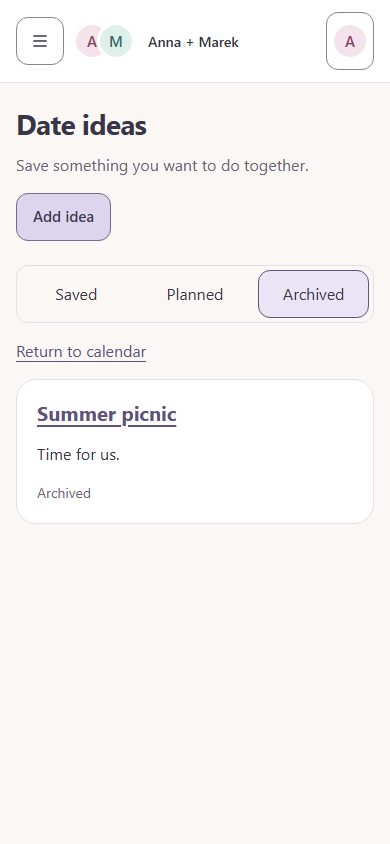 A M Anna + Marek A
Date ideas
Save something you want to do together.
Add idea
Saved Planned Archived
Return to calendar
Summer picnic
Time for us.
Archived